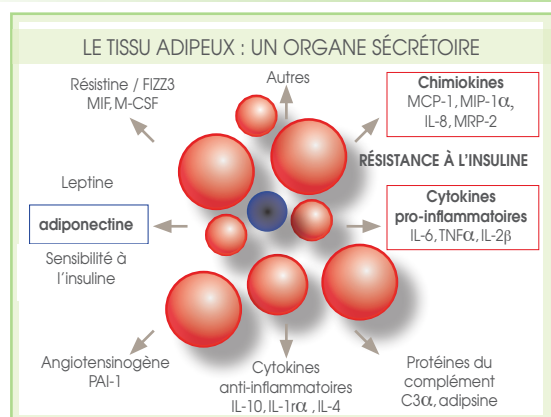 LE TISSU ADIPEUX : UN ORGANE SÉCRÉTOIRE
Résistine / FIZZ3
MIF, M-CSF
Autres
Chimiokines
MCP-1, MIP-1α,
IL-8, MRP-2
RÉSISTANCE À L'INSULINE
Leptine
adiponectine
Sensibilité à
l'insuline
Cytokines
pro-inflammatoires
IL-6, TNFα, IL-2β
Angiotensinogène
PAI-1
Cytokines
anti-inflammatoires
IL-10, IL-1rα , IL-4
Protéines du
complément
C3α, adipsine